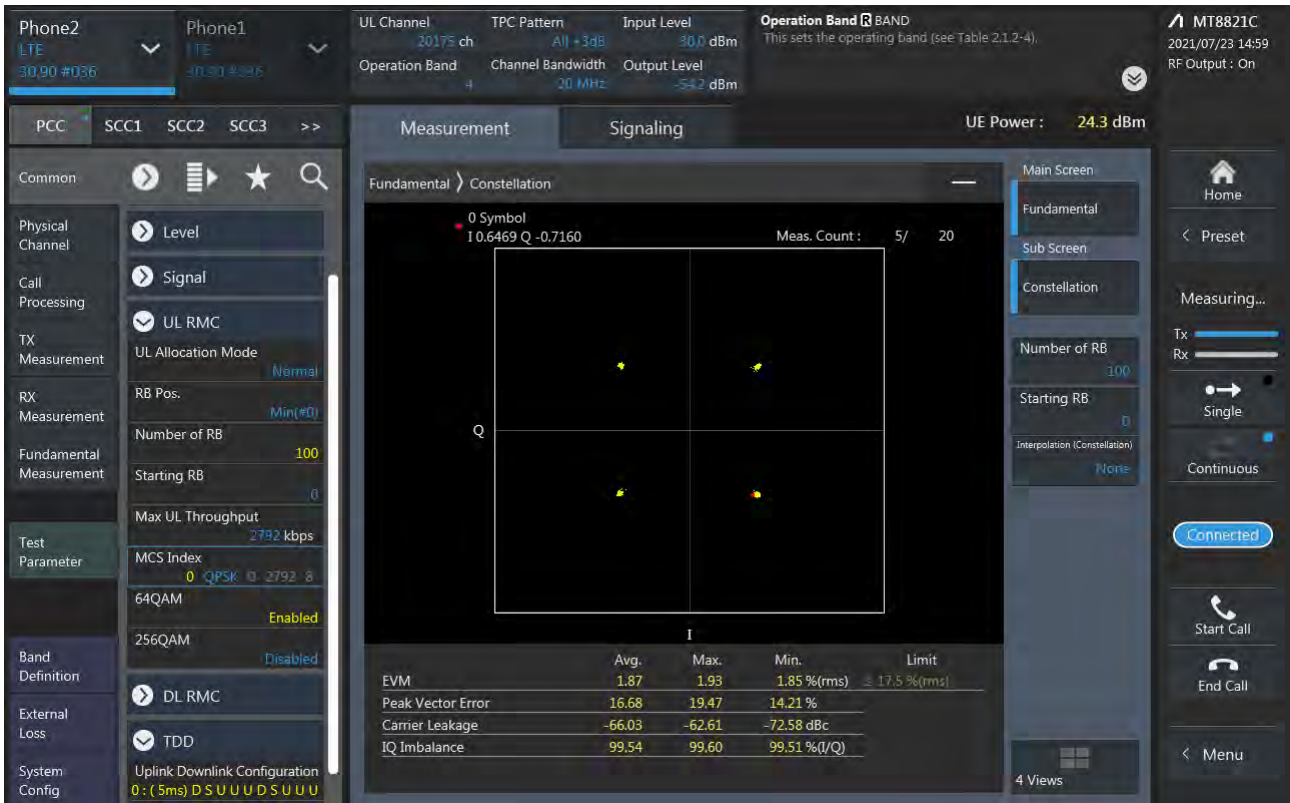 Phone2
LTE
30.90 #036
Phone1
LTE
30.90 #036
UL Channel
20175 ch
TPC Pattern
All +3dB
Input Level
30.0 dBm
Operation Band
4
Channel Bandwidth
20 MHz
Output Level
-54.2 dBm
Operation Band R BAND
This sets the operating band (see Table 2.1.2-4).
MT8821C
2021/07/23 14:59
RF Output : On
PCC
SCC1
SCC2
SCC3
>>
Measurement
Signaling
UE Power : 24.3 dBm
Common
Physical
Channel
Call
Processing
TX
Measurement
RX
Measurement
Fundamental
Measurement
Test
Parameter
Band
Definition
External
Loss
System
Config
Level
Signal
UL RMC
UL Allocation Mode
Normal
RB Pos.
Min(#0)
Number of RB
100
Starting RB
0
Max UL Throughput
2792 kbps
MCS Index
0 QPSK 0 2792 8
64QAM
Enabled
256QAM
Disabled
DL RMC
TDD
Uplink Downlink Configuration
0 : ( 5ms) D S U U U D S U U U
Fundamental ⟩ Constellation
0 Symbol
I 0.6469 Q -0.7160
Meas. Count : 5/ 20
Q
I
Avg. Max. Min. Limit
EVM 1.87 1.93 1.85 %(rms) ≤ 17.5 %(rms)
Peak Vector Error 16.68 19.47 14.21 %
Carrier Leakage -66.03 -62.61 -72.58 dBc
IQ Imbalance 99.54 99.60 99.51 %(I/Q)
Main Screen
Fundamental
Sub Screen
Constellation
Number of RB
100
Starting RB
0
Interpolation (Constellation)
None
4 Views
Home
< Preset
Measuring...
Tx
Rx
Single
Continuous
Connected
Start Call
End Call
< Menu